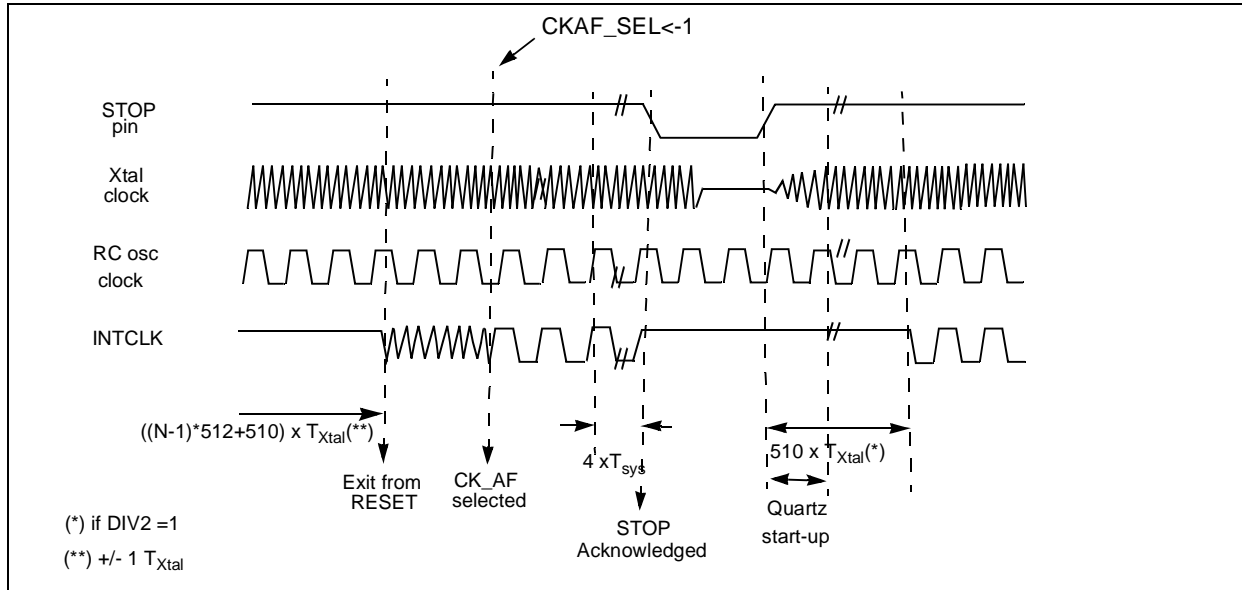 CKAF_SEL<-1
STOP
pin
Xtal
clock
RC osc
clock
INTCLK
((N-1)*512+510) x TXtal(**)
4 xTsys
510 x TXtal(*)
Exit from
RESET
CK_AF
selected
STOP
Acknowledged
Quartz
start-up
(*) if DIV2 =1
(**) +/- 1 TXtal